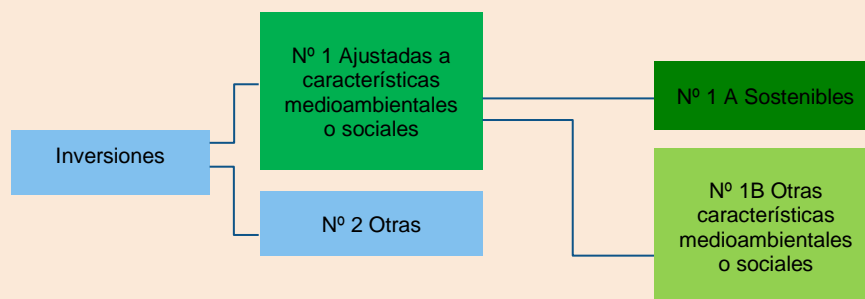 Inversiones
Nº 1 Ajustadas a
características
medioambientales
o sociales
Nº 2 Otras
Nº 1 A Sostenibles
Nº 1B Otras
características
medioambientales
o sociales